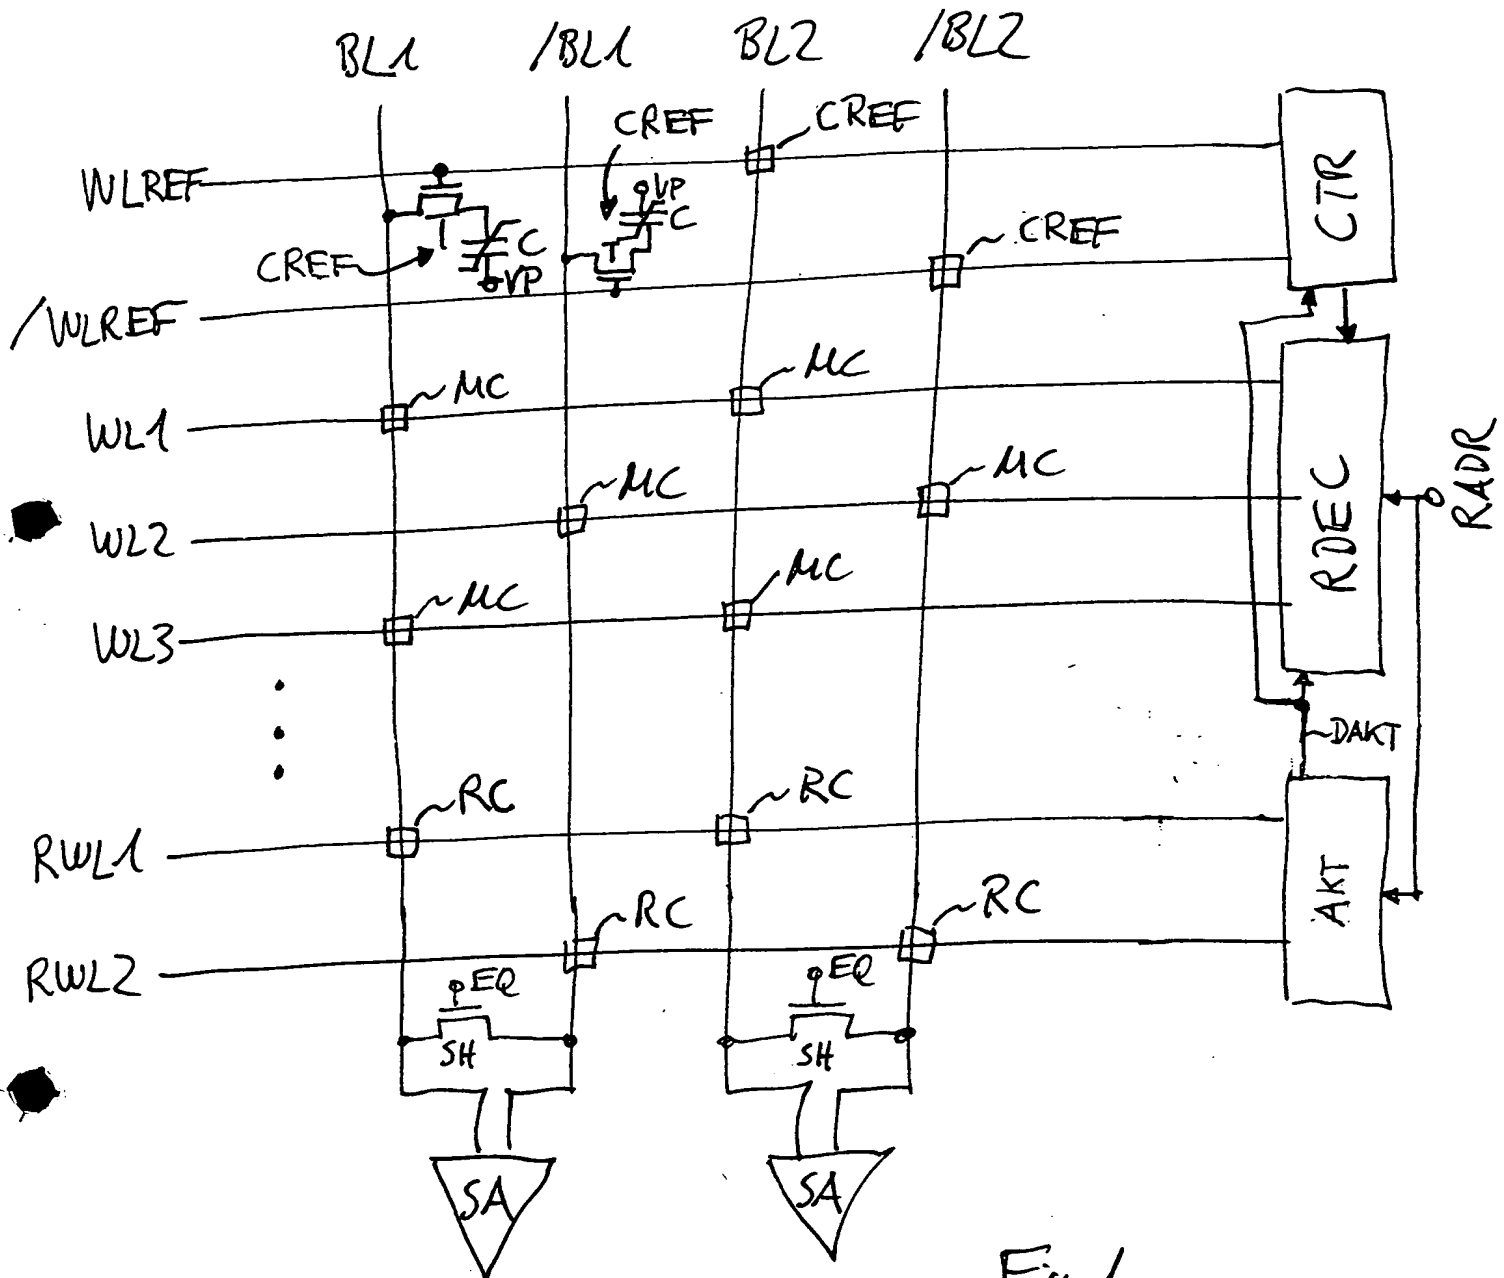 BL1 /BL1 BL2 /BL2
CREF CREF
WLREF
VP
C
CREF
C
VP
CREF
CTR
/WLREF
MC MC
WL1
MC MC
WL2
RDEC
RADR
MC MC
WL3
DAKT
RC RC
RWL1
AKT
RC RC
RWL2
EQ EQ
SH SH
SA SA